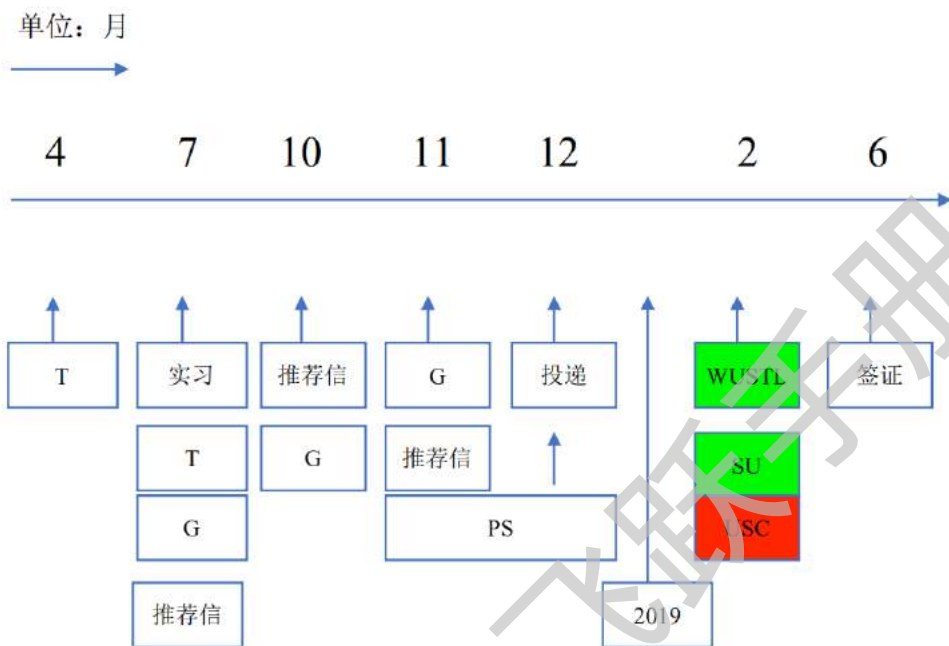 单位：月
4 7 10 11 12 2 6
T 实习 推荐信 G 投递 WUSTL 签证
T G 推荐信 SU
G PS USC
推荐信 2019
飞跃手册